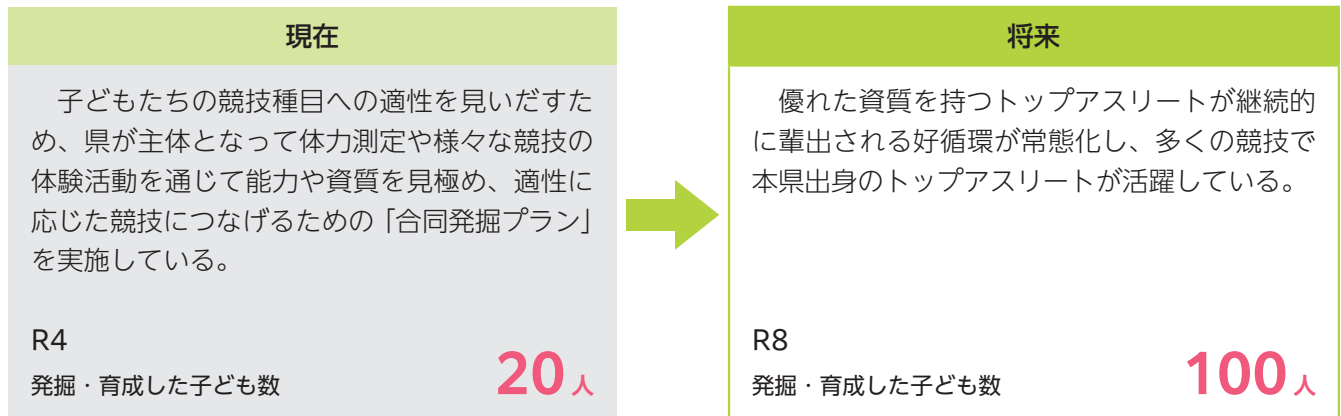 現在
　子どもたちの競技種目への適性を見いだすた
め、県が主体となって体力測定や様々な競技の
体験活動を通じて能力や資質を見極め、適性に
応じた競技につなげるための「合同発掘プラン」
を実施している。
R4
発掘・育成した子ども数 20人
将来
　優れた資質を持つトップアスリートが継続的
に輩出される好循環が常態化し、多くの競技で
本県出身のトップアスリートが活躍している。
R8
発掘・育成した子ども数 100人